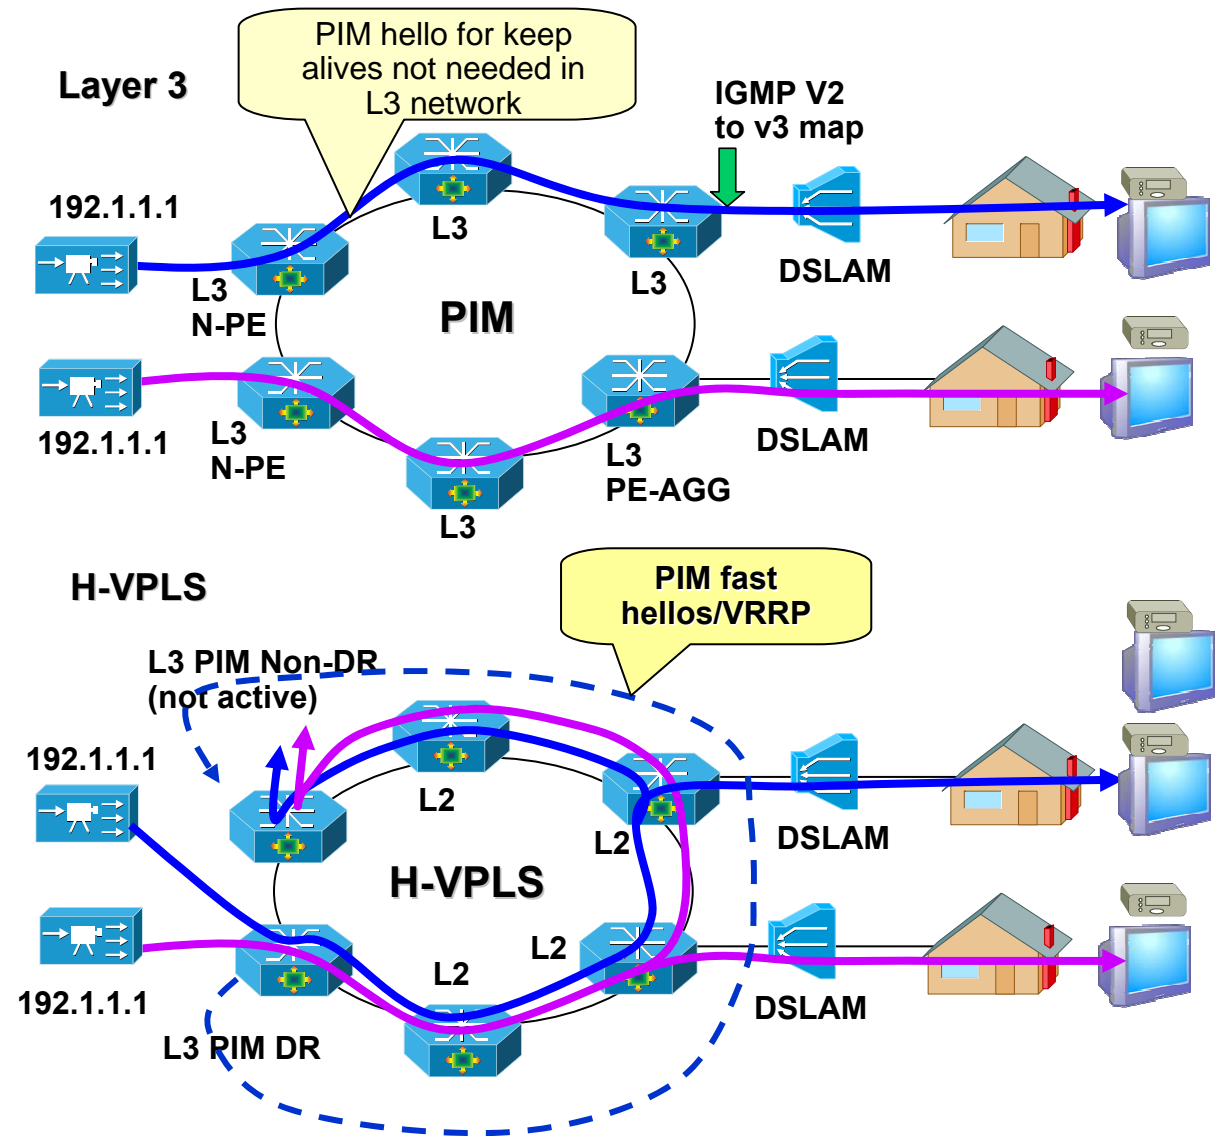 PIM hello for keep
alives not needed in
L3 network
Layer 3
IGMP V2
to v3 map
192.1.1.1
L3
L3
N-PE
L3
DSLAM
PIM
192.1.1.1
L3
N-PE
L3
L3
PE-AGG
DSLAM
H-VPLS
PIM fast
hellos/VRRP
L3 PIM Non-DR
(not active)
192.1.1.1
L2
L2
DSLAM
H-VPLS
192.1.1.1
L2
L2
DSLAM
L3 PIM DR